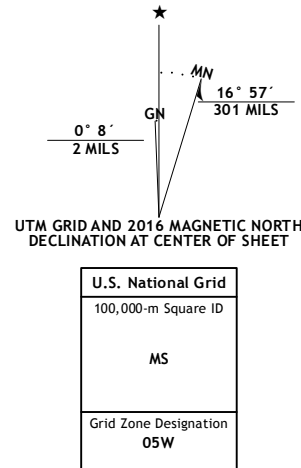 MN
GN
16° 57´
301 MILS
0° 8´
2 MILS
UTM GRID AND 2016 MAGNETIC NORTH
DECLINATION AT CENTER OF SHEET
U.S. National Grid
100,000-m Square ID
MS
Grid Zone Designation
05W